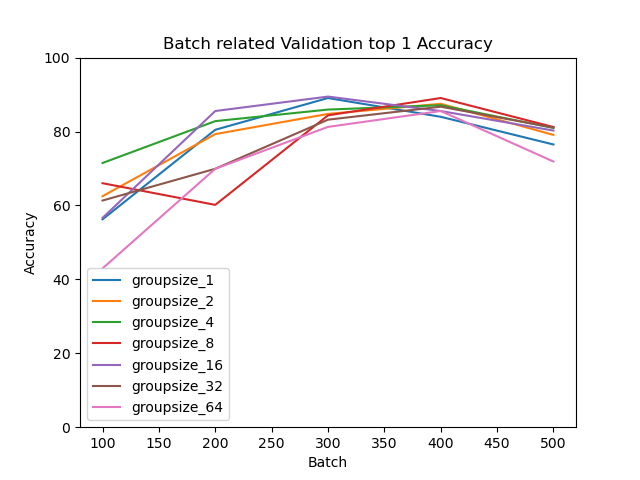 Batch related Validation top 1 Accuracy
100
80
60
40
20
0
Accuracy
groupsize_1
groupsize_2
groupsize_4
groupsize_8
groupsize_16
groupsize_32
groupsize_64
100 150 200 250 300 350 400 450 500
Batch